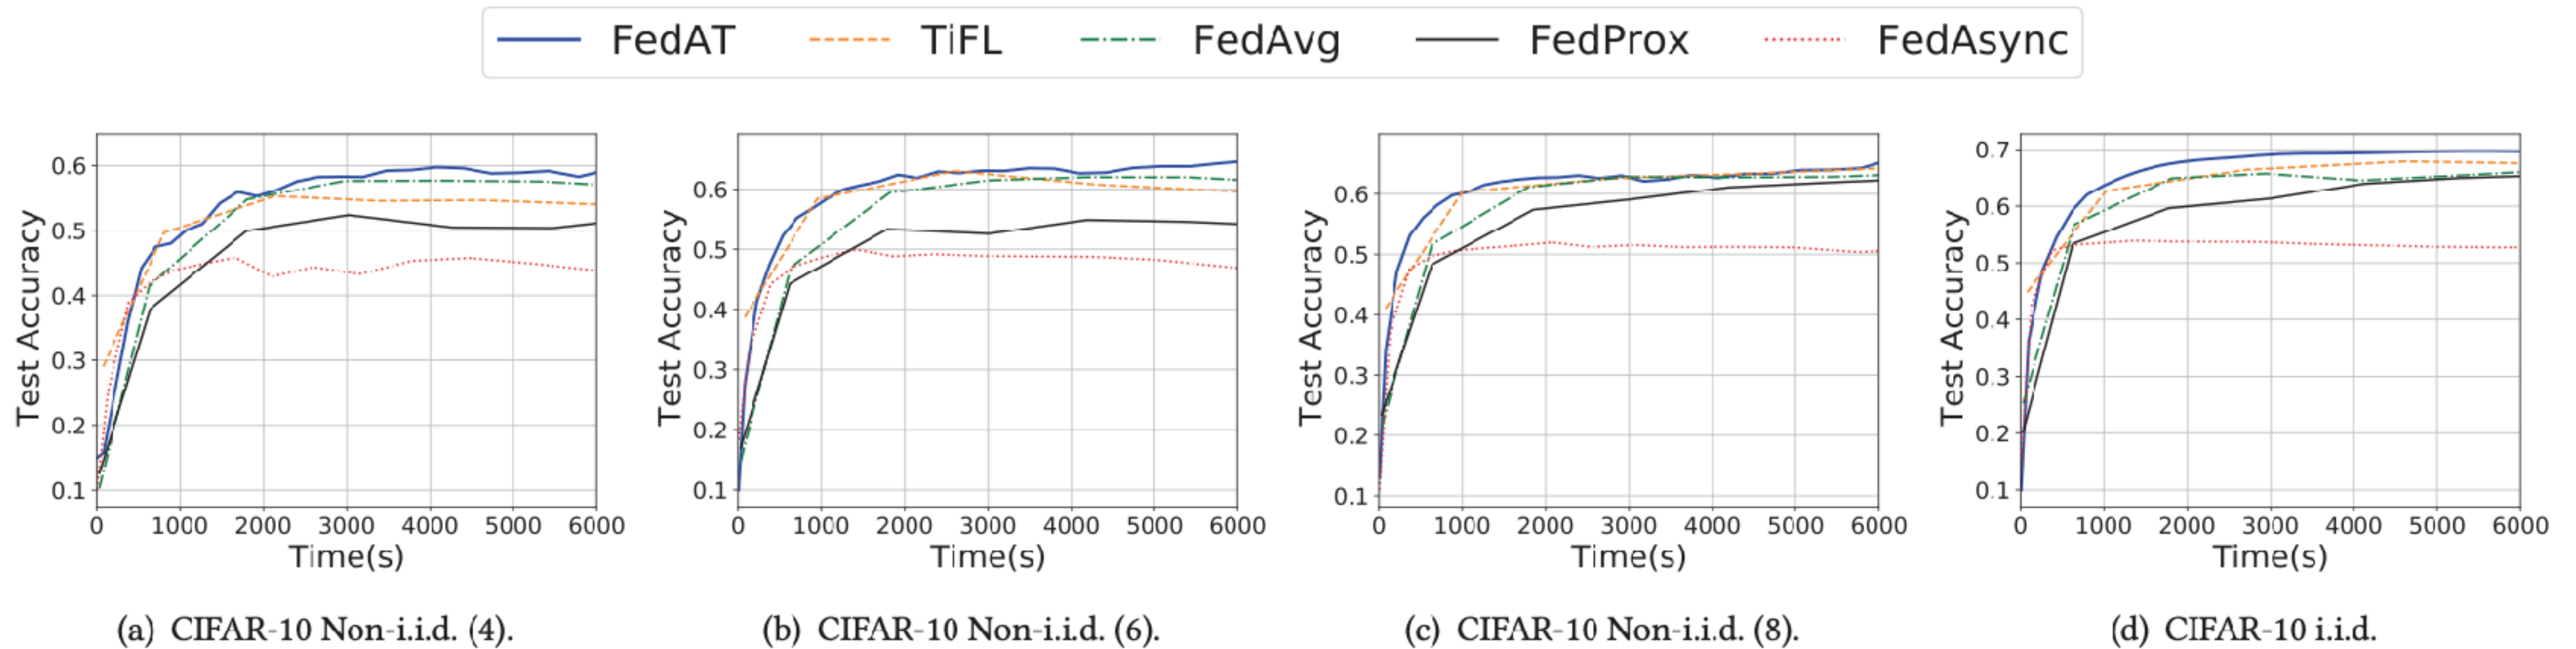 FedAT TiFL FedAvg FedProx FedAsync
Test Accuracy
0.6
0.5
0.4
0.3
0.2
0.1
0 1000 2000 3000 4000 5000 6000
Time(s)
(a) CIFAR-10 Non-i.i.d. (4).
Test Accuracy
0.6
0.5
0.4
0.3
0.2
0.1
0 1000 2000 3000 4000 5000 6000
Time(s)
(b) CIFAR-10 Non-i.i.d. (6).
Test Accuracy
0.6
0.5
0.4
0.3
0.2
0.1
0 1000 2000 3000 4000 5000 6000
Time(s)
(c) CIFAR-10 Non-i.i.d. (8).
Test Accuracy
0.7
0.6
0.5
0.4
0.3
0.2
0.1
0 1000 2000 3000 4000 5000 6000
Time(s)
(d) CIFAR-10 i.i.d.